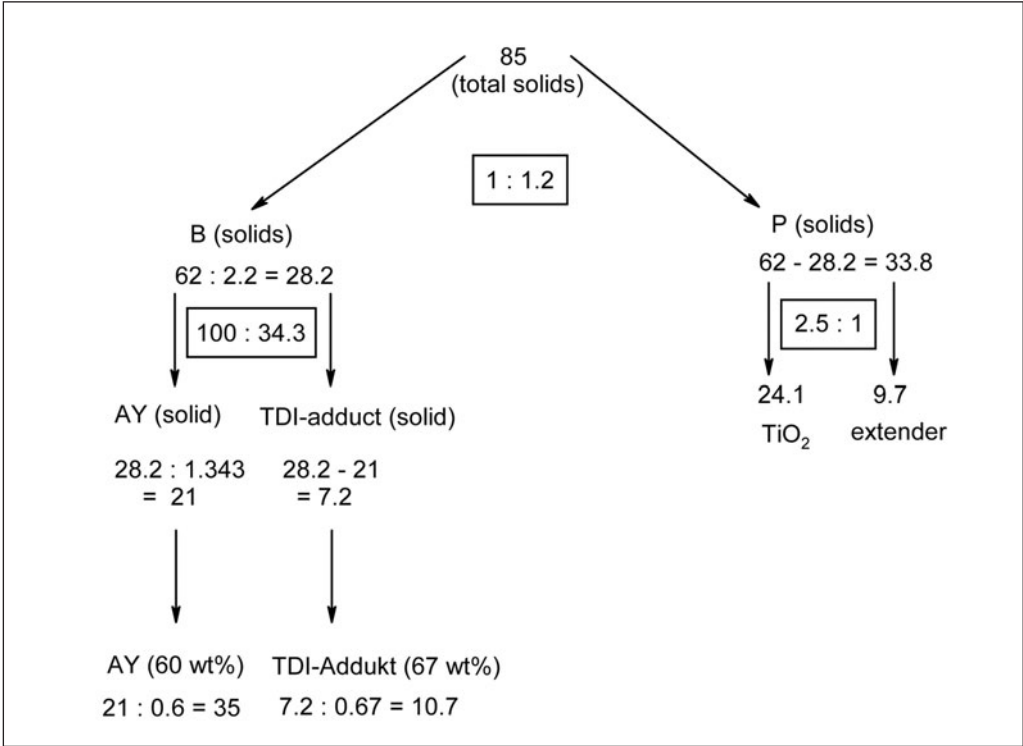 85
(total solids)
1 : 1.2
B (solids)
62 : 2.2 = 28.2
100 : 34.3
P (solids)
62 - 28.2 = 33.8
2.5 : 1
24.1
TiO₂
9.7
extender
AY (solid)
28.2 : 1.343
= 21
TDI-adduct (solid)
28.2 - 21
= 7.2
AY (60 wt%)
21 : 0.6 = 35
TDI-Addukt (67 wt%)
7.2 : 0.67 = 10.7